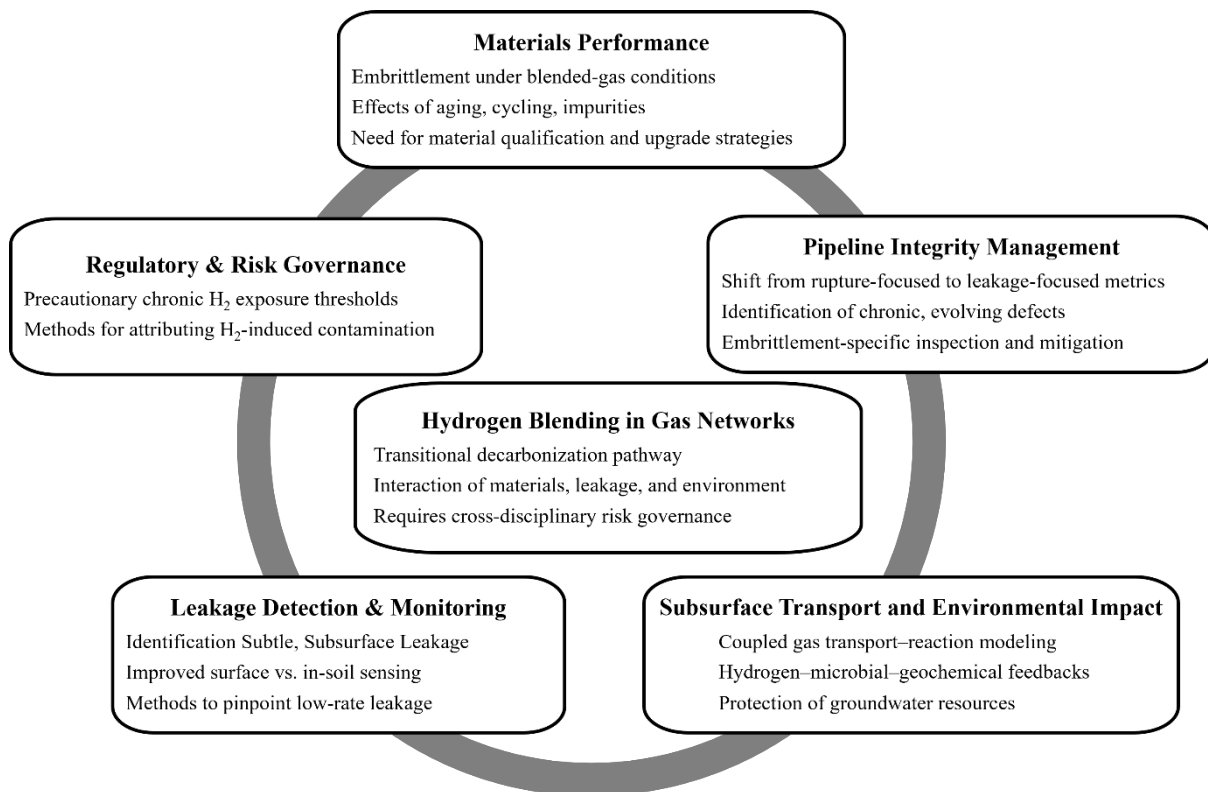 Materials Performance
Embrittlement under blended-gas conditions
Effects of aging, cycling, impurities
Need for material qualification and upgrade strategies
Regulatory & Risk Governance
Precautionary chronic H₂ exposure thresholds
Methods for attributing H₂-induced contamination
Pipeline Integrity Management
Shift from rupture-focused to leakage-focused metrics
Identification of chronic, evolving defects
Embrittlement-specific inspection and mitigation
Hydrogen Blending in Gas Networks
Transitional decarbonization pathway
Interaction of materials, leakage, and environment
Requires cross-disciplinary risk governance
Leakage Detection & Monitoring
Identification Subtle, Subsurface Leakage
Improved surface vs. in-soil sensing
Methods to pinpoint low-rate leakage
Subsurface Transport and Environmental Impact
Coupled gas transport–reaction modeling
Hydrogen–microbial–geochemical feedbacks
Protection of groundwater resources